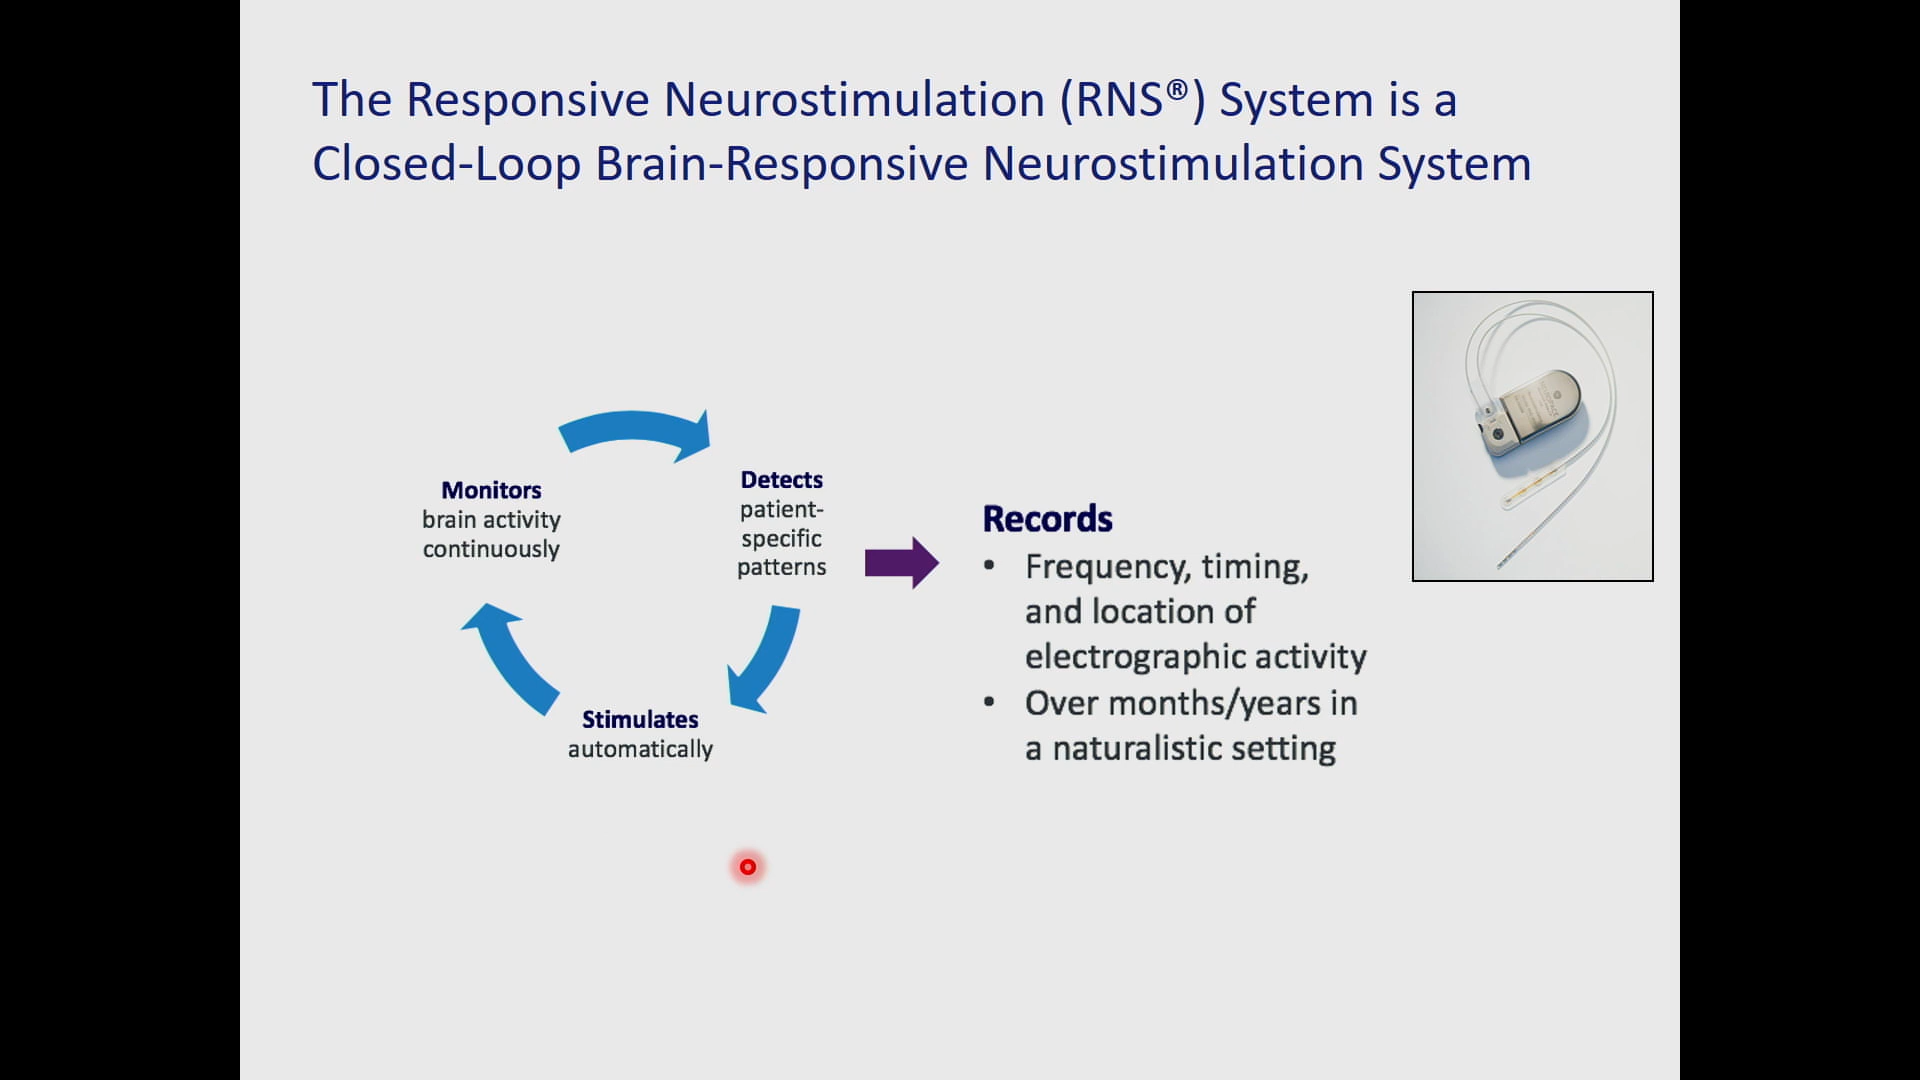 The Responsive Neurostimulation (RNS®) System is a
Closed-Loop Brain-Responsive Neurostimulation System
Monitors
brain activity
continuously
Detects
patient-
specific
patterns
Stimulates
automatically
Records
• Frequency, timing,
and location of
electrographic activity
• Over months/years in
a naturalistic setting